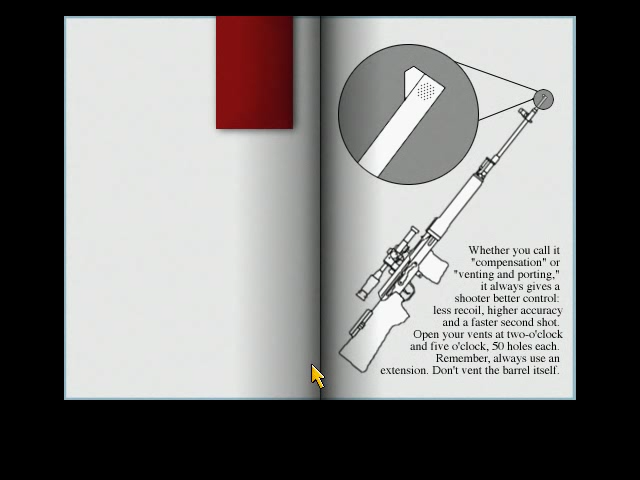 Whether you call it
"compensation" or
"venting and porting,"
it always gives a
shooter better control:
less recoil, higher accuracy
and a faster second shot.
Open your vents at two-o'clock
and five o'clock, 50 holes each.
Remember, always use an
extension. Don't vent the barrel itself.